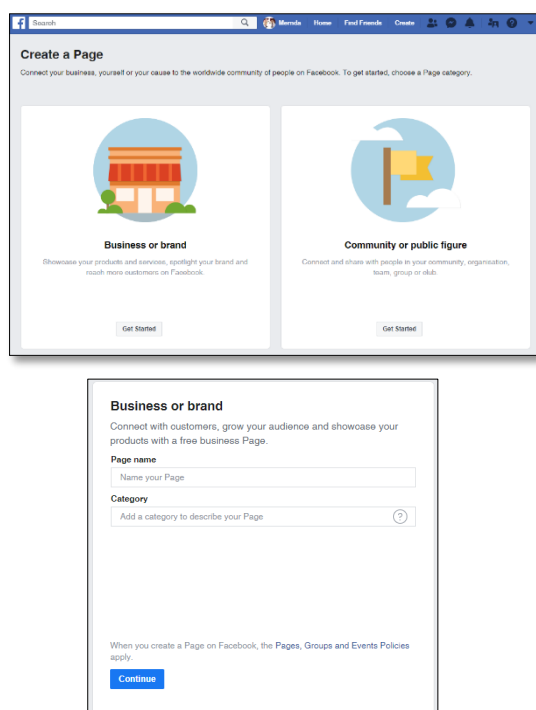 Search Mernda Home Find Friends Create
Create a Page
Connect your business, yourself or your cause to the worldwide community of people on Facebook. To get started, choose a Page category.
Business or brand
Showcase your products and services, spotlight your brand and
reach more customers on Facebook.
Get Started
Community or public figure
Connect and share with people in your community, organisation,
team, group or club
Get Started
Business or brand
Connect with customers, grow your audience and showcase your
products with a free business Page.
Page name
Name your Page
Category
Add a category to describe your Page
?
When you create a Page on Facebook, the Pages, Groups and Events Policies
apply.
Continue